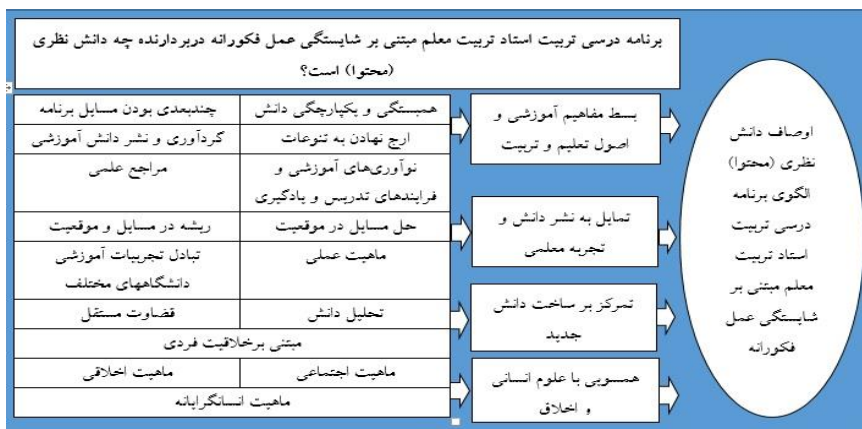 برنامه درسی تربیت استاد تربیت معلم مبتنی بر شایستگی عمل فکورانه دربردارنده چه دانش نظری
(محتوا) است؟
همبستگی و یکپارچگی دانش
چندبعدی بودن مسایل برنامه
ارج نهادن به تنوعات
گردآوری و نشر دانش آموزشی
نوآوری‌های آموزشی و
فرایندهای تدریس و یادگیری
مراجع علمی
حل مسایل در موقعیت
ریشه در مسایل و موقعیت
ماهیت عملی
تبادل تجربیات آموزشی
دانشگاههای مختلف
تحلیل دانش
قضاوت مستقل
مبتنی برخلاقیت فردی
ماهیت اجتماعی
ماهیت اخلاقی
ماهیت انسانگرایانه
بسط مفاهیم آموزشی و
اصول تعلیم و تربیت
تمایل به نشر دانش و
تجربه معلمی
تمرکز بر ساخت دانش
جدید
همسویی با علوم انسانی
و اخلاق
اوصاف دانش
نظری (محتوا)
الگوی برنامه
درسی تربیت
استاد تربیت
معلم مبتنی بر
شایستگی عمل
فکورانه